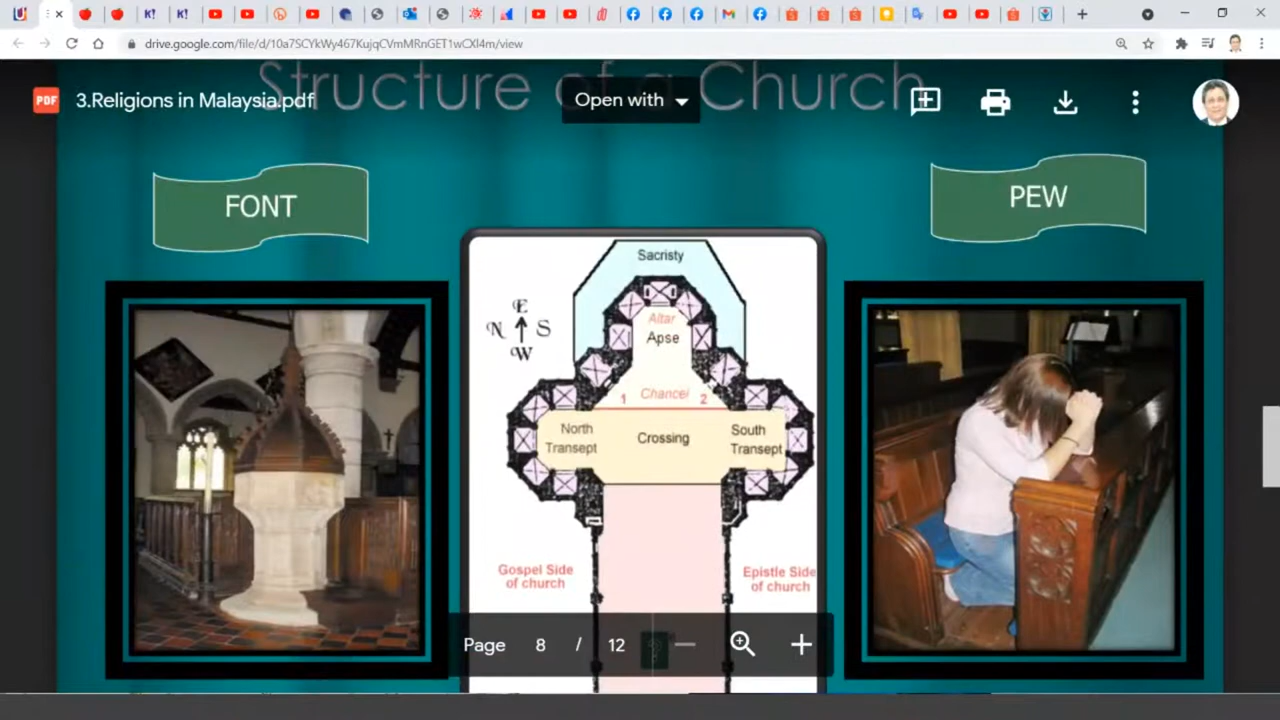 drive.google.com/file/d/10a7SCYkWy467KujqCVmMRnGET1wCXl4m/view
Structure of a Church
PDF
3.Religions in Malaysia.pdf
Open with
FONT
PEW
Sacristy
E
N S
W
Altar
Apse
1 Chancel 2
North
Transept
Crossing
South
Transept
Gospel Side
of church
Epistle Side
of church
Page 8 / 12